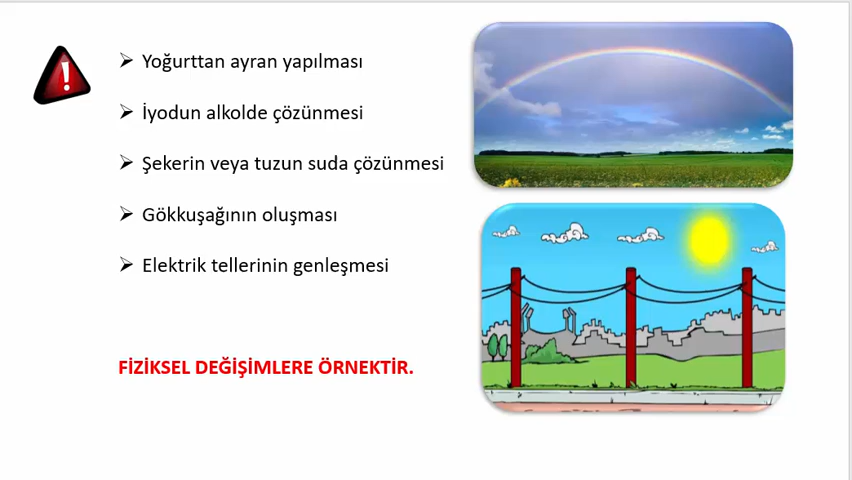 Yoğurttan ayran yapılması
İyodun alkolde çözünmesi
Şekerin veya tuzun suda çözünmesi
Gökkuşağının oluşması
Elektrik tellerinin genleşmesi
FİZİKSEL DEĞİŞİMLERE ÖRNEKTİR.